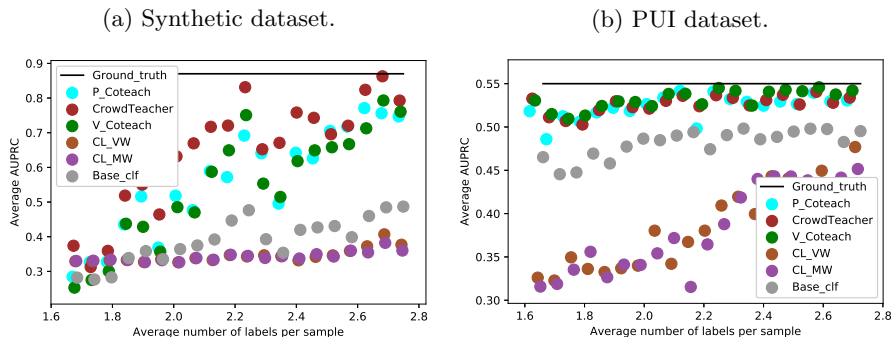 (a) Synthetic dataset.
0.9
0.8
0.7
0.6
0.5
0.4
0.3
Average AUPRC
Ground_truth
P_Coteach
CrowdTeacher
V_Coteach
CL_VW
CL_MW
Base_clf
1.6 1.8 2.0 2.2 2.4 2.6 2.8
Average number of labels per sample
(b) PUI dataset.
0.55
0.50
0.45
0.40
0.35
0.30
Average AUPRC
Ground_truth
P_Coteach
CrowdTeacher
V_Coteach
CL_VW
CL_MW
Base_clf
1.6 1.8 2.0 2.2 2.4 2.6 2.8
Average number of labels per sample